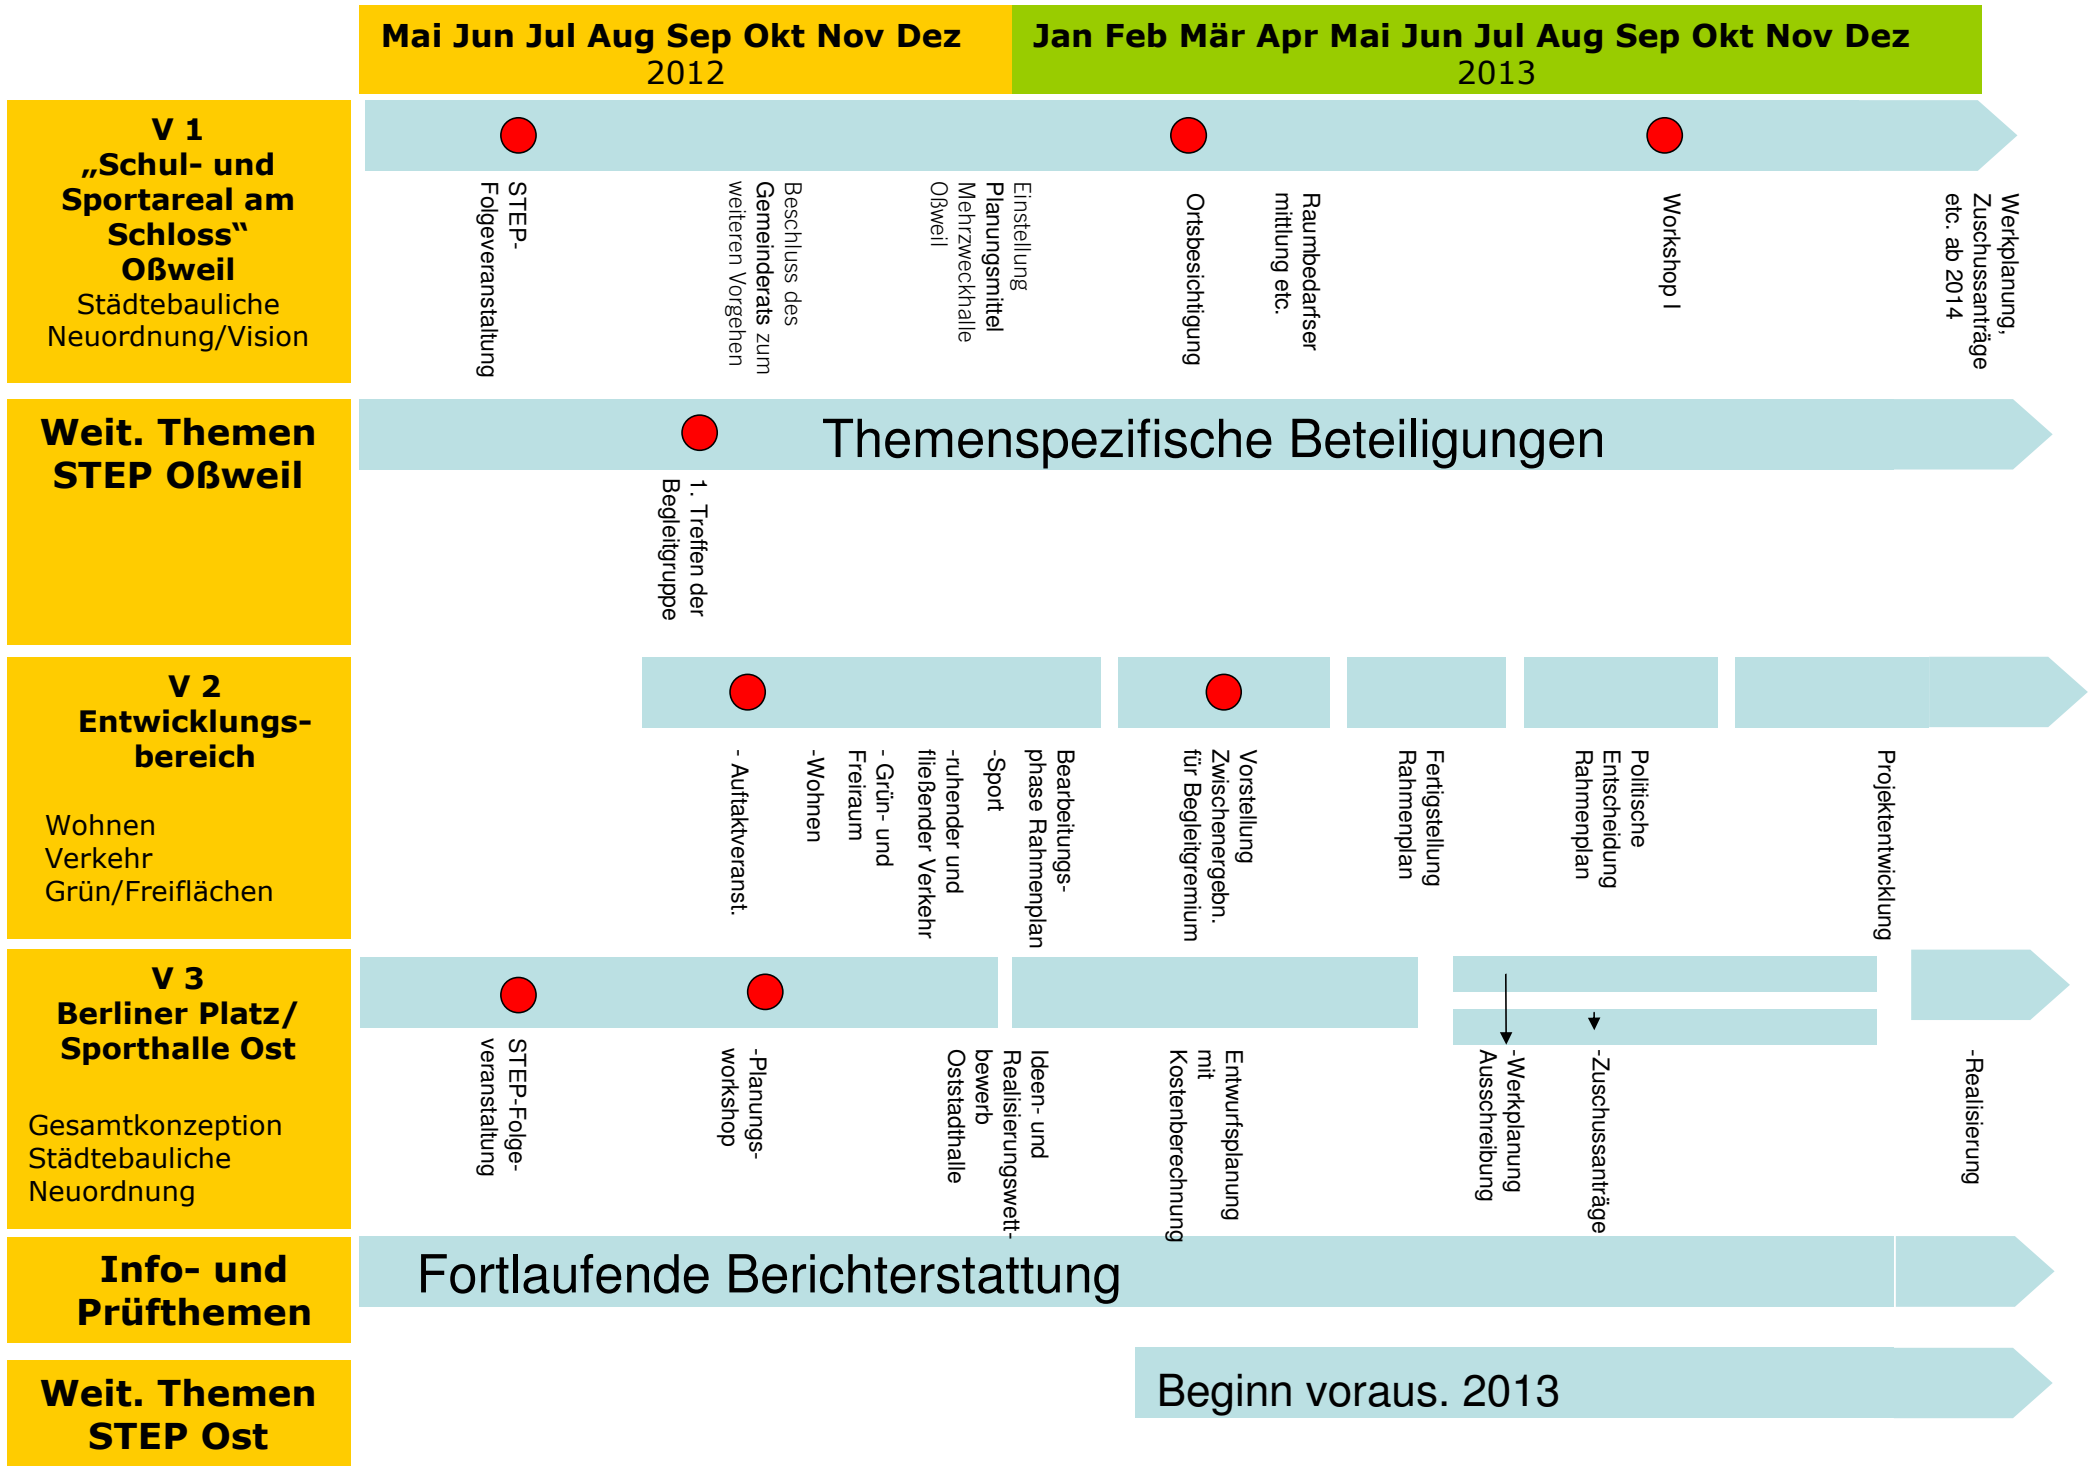 Mai Jun Jul Aug Sep Okt Nov Dez
2012
Jan Feb Mär Apr Mai Jun Jul Aug Sep Okt Nov Dez
2013
V 1
„Schul- und
Sportareal am
Schloss“
Oßweil
Städtebauliche
Neuordnung/Vision
STEP-
Folgeveranstaltung
Beschluss des
Gemeinderats zum
weiteren Vorgehen
Einstellung
Planungsmittel
Mehrzweckhalle
Oßweil
Ortsbesichtigung
Raumbedarfser
mittlung etc.
Workshop I
Werkplanung,
Zuschussanträge
etc. ab 2014
Weit. Themen
STEP Oßweil
Themenspezifische Beteiligungen
1. Treffen der
Begleitgruppe
V 2
Entwicklungs-
bereich
Wohnen
Verkehr
Grün/Freiflächen
- Auftaktveranst.
-Wohnen
- Grün- und
Freiraum
-ruhender und
fließender Verkehr
-Sport
Bearbeitungs-
phase Rahmenplan
Vorstellung
Zwischenergebn.
für Begleitgremium
Fertigstellung
Rahmenplan
Politische
Entscheidung
Rahmenplan
Projektentwicklung
V 3
Berliner Platz/
Sporthalle Ost
Gesamtkonzeption
Städtebauliche
Neuordnung
STEP-Folge-
veranstaltung
-Planungs-
workshop
Ideen- und
Realisierungswett-
bewerb
Oststadthalle
Entwurfsplanung
mit
Kostenberechnung
-Werkplanung
Ausschreibung
-Zuschussanträge
-Realisierung
Info- und
Prüfthemen
Fortlaufende Berichterstattung
Weit. Themen
STEP Ost
Beginn voraus. 2013